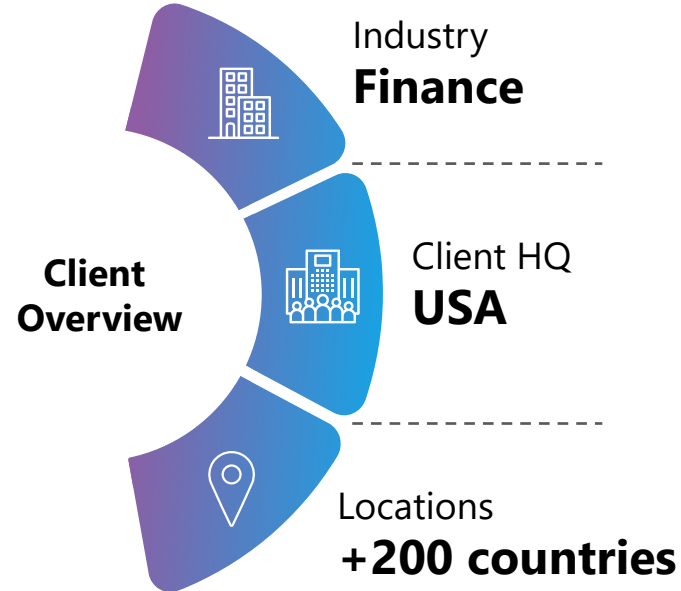 Industry
Finance
Client
Overview
Client HQ
USA
Locations
+200 countries